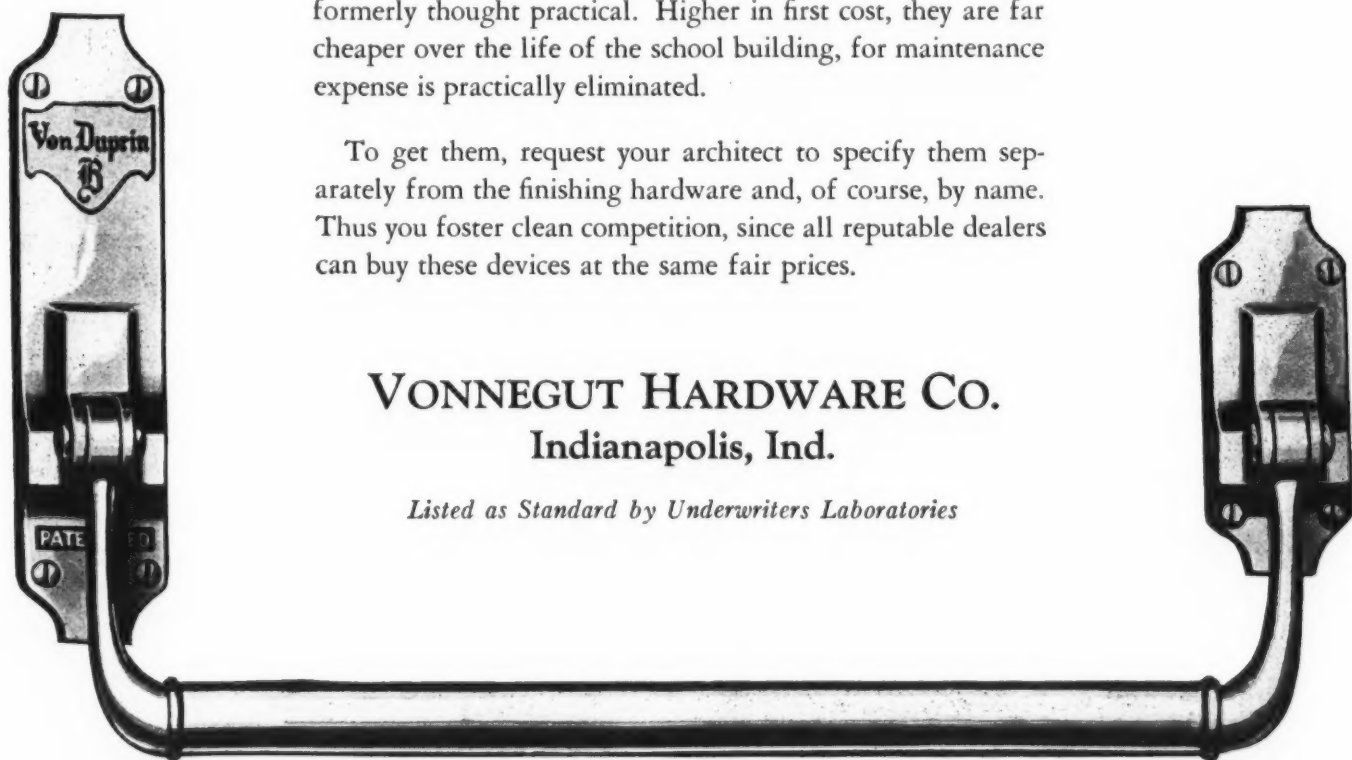 formerly thought practical. Higher in first cost, they are far
cheaper over the life of the school building, for maintenance
expense is practically eliminated.
To get them, request your architect to specify them sep-
arately from the finishing hardware and, of course, by name.
Thus you foster clean competition, since all reputable dealers
can buy these devices at the same fair prices.
VONNEGUT HARDWARE CO.
Indianapolis, Ind.
Listed as Standard by Underwriters Laboratories
Von Duprin
B
PATE ED